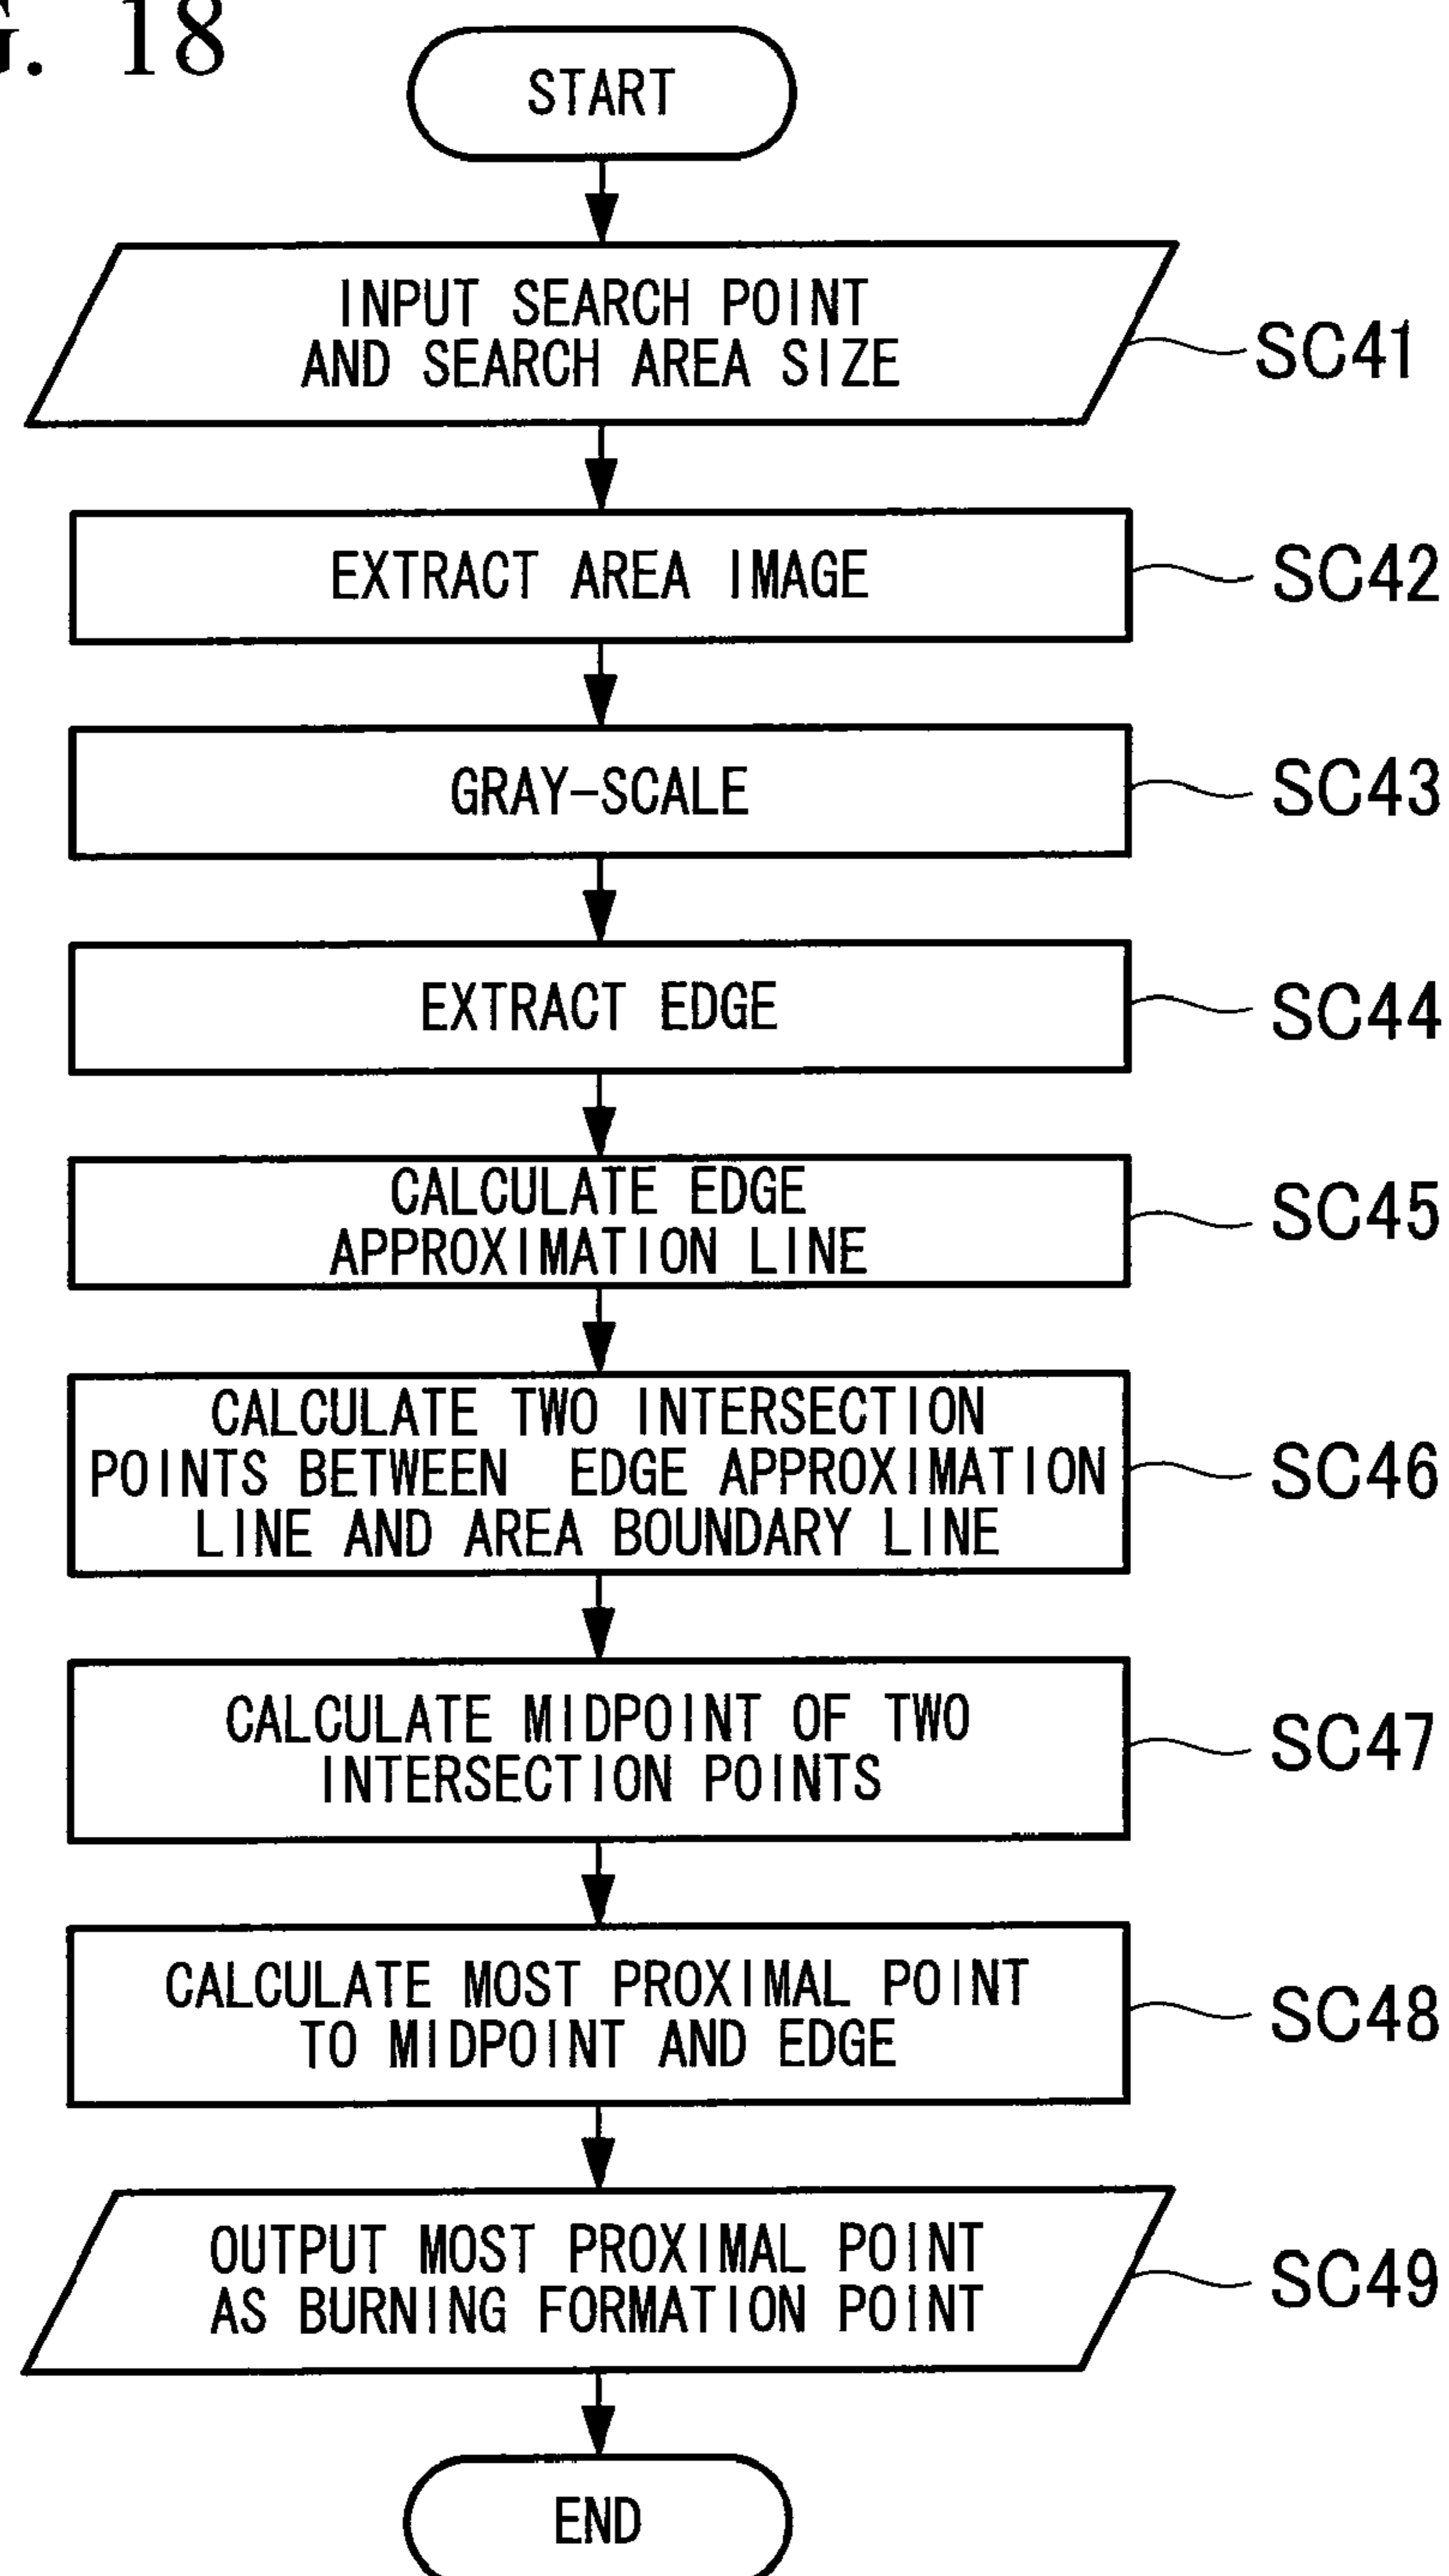 G. 18
START
INPUT SEARCH POINT
AND SEARCH AREA SIZE
SC41
EXTRACT AREA IMAGE
SC42
GRAY-SCALE
SC43
EXTRACT EDGE
SC44
CALCULATE EDGE
APPROXIMATION LINE
SC45
CALCULATE TWO INTERSECTION
POINTS BETWEEN EDGE APPROXIMATION
LINE AND AREA BOUNDARY LINE
SC46
CALCULATE MIDPOINT OF TWO
INTERSECTION POINTS
SC47
CALCULATE MOST PROXIMAL POINT
TO MIDPOINT AND EDGE
SC48
OUTPUT MOST PROXIMAL POINT
AS BURNING FORMATION POINT
SC49
END